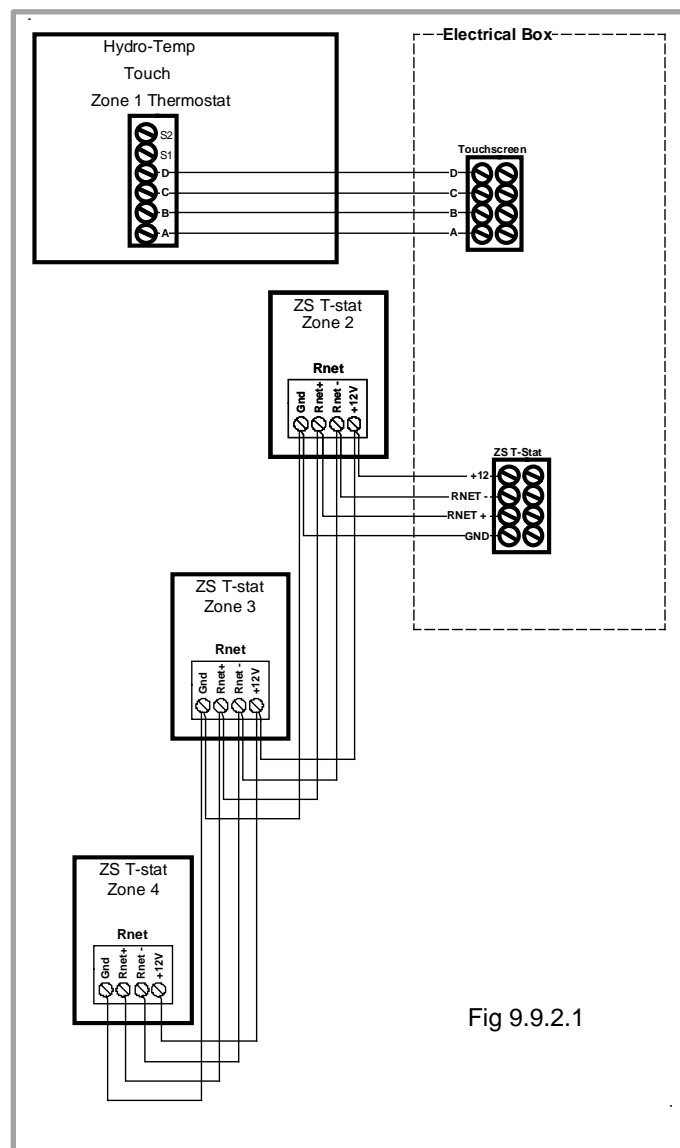 Hydro-Temp
Touch
Zone 1 Thermostat
S2
S1
D
C
B
A
Electrical Box
Touchscreen
D
C
B
A
ZS T-stat
Zone 2
Rnet
Gnd
Rnet+
Rnet -
+12V
ZS T-Stat
+12
RNET -
RNET +
GND
ZS T-stat
Zone 3
Rnet
Gnd
Rnet+
Rnet -
+12V
ZS T-stat
Zone 4
Rnet
Gnd
Rnet+
Rnet -
+12V
Fig 9.9.2.1